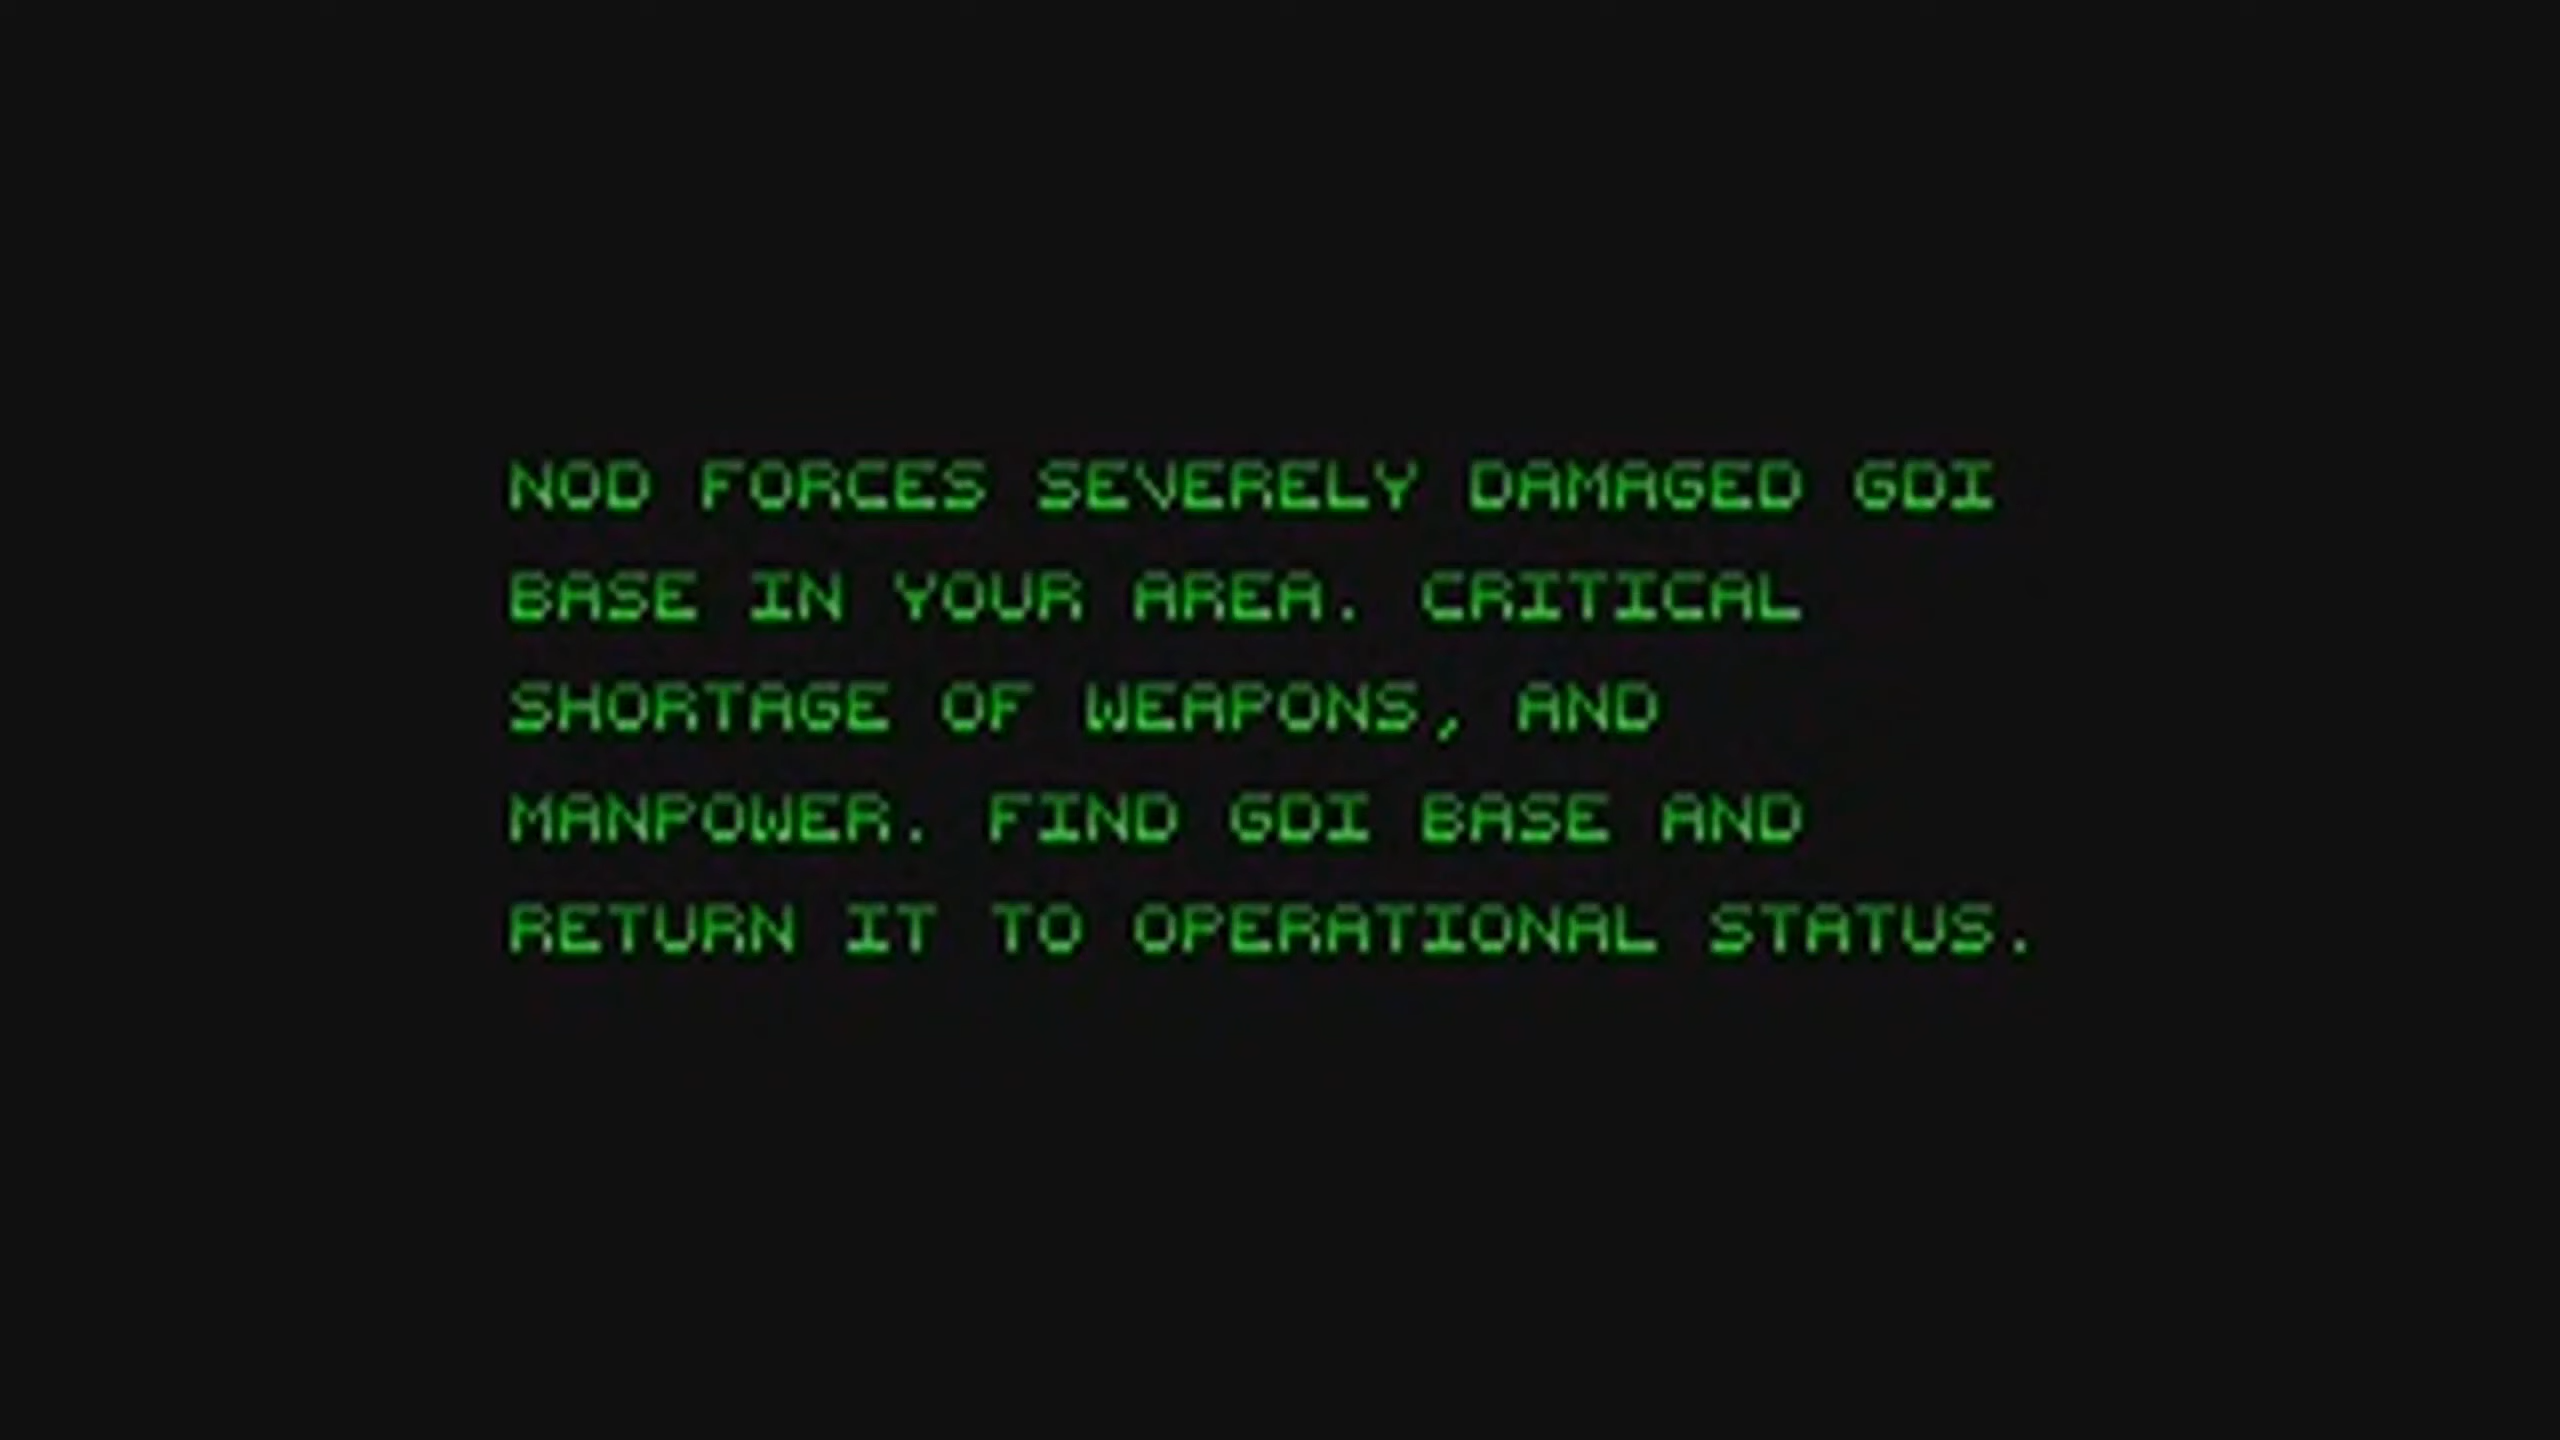 NOD FORCES SEVERELY DAMAGED GDI
BASE IN YOUR AREA. CRITICAL
SHORTAGE OF WEAPONS, AND
MANPOWER. FIND GDI BASE AND
RETURN IT TO OPERATIONAL STATUS.